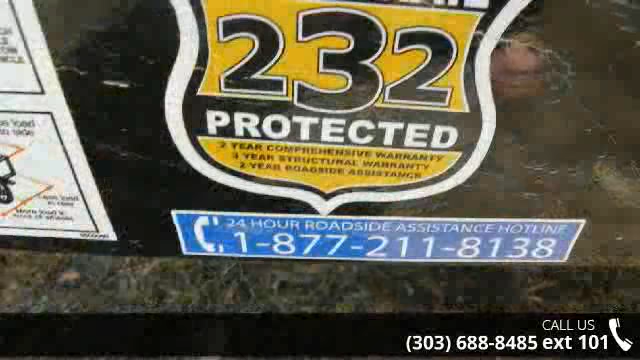 232
PROTECTED
2 YEAR COMPREHENSIVE WARRANTY
3 YEAR STRUCTURAL WARRANTY
2 YEAR ROADSIDE ASSISTANCE
24 HOUR ROADSIDE ASSISTANCE HOTLINE
1-877-211-8138
CALL US
(303) 688-8485 ext 101